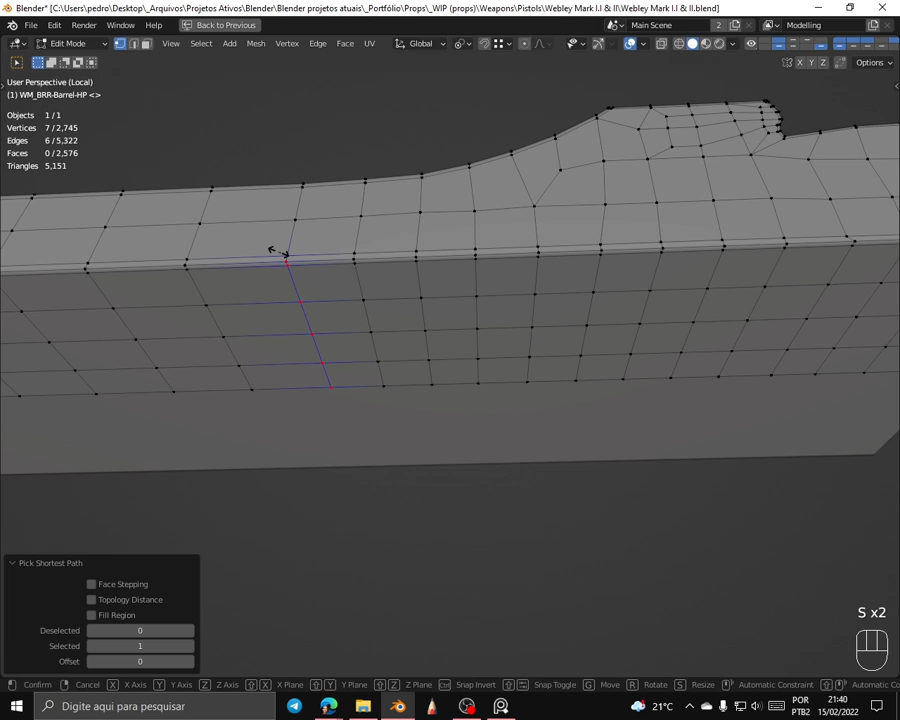 Blender* [C:\Users\pedro\Desktop\_Arquivos\Projetos Ativos\Blender\Blender projetos atuais\_Portfólio\Props\_WIP (props)\Weapons\Pistols\Webley Mark I.I & II\Webley Mark I.I & II.blend]
File Edit Render Window Help Back to Previous Main Scene 2 Modelling
Edit Mode View Select Add Mesh Vertex Edge Face UV Global
X Y Z Options
User Perspective (Local)
(1) WM_BRR-Barrel-HP <>
Objects 1 / 1
Vertices 7 / 2,745
Edges 6 / 5,322
Faces 0 / 2,576
Triangles 5,151
Pick Shortest Path
Face Stepping
Topology Distance
Fill Region
Deselected 0
Selected 1
Offset 0
S x2
Confirm Cancel X X Axis Y Y Axis Z Z Axis X X Plane Y Y Plane Z Z Plane Ctrl Snap Invert Snap Toggle G Move R Rotate S Resize Automatic Constraint Automatic Co
Digite aqui para pesquisar 21°C POR PTB2 21:40 15/02/2022